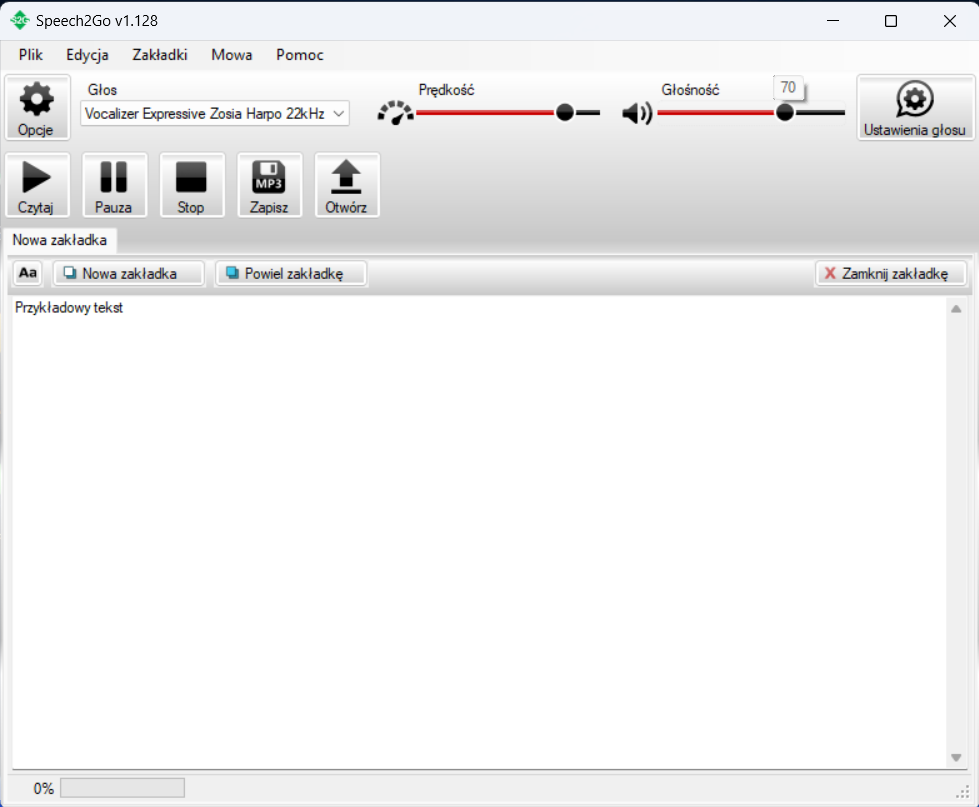 S2G Speech2Go v1.128
Plik Edycja Zakładki Mowa Pomoc
Opcje
Głos
Vocalizer Expressive Zosia Harpo 22kHz
Prędkość
Głośność
70
Ustawienia głosu
Czytaj
Pauza
Stop
MP3
Zapisz
Otwórz
Nowa zakładka
Aa Nowa zakładka Powiel zakładkę X Zamknij zakładkę
Przykładowy tekst
0%